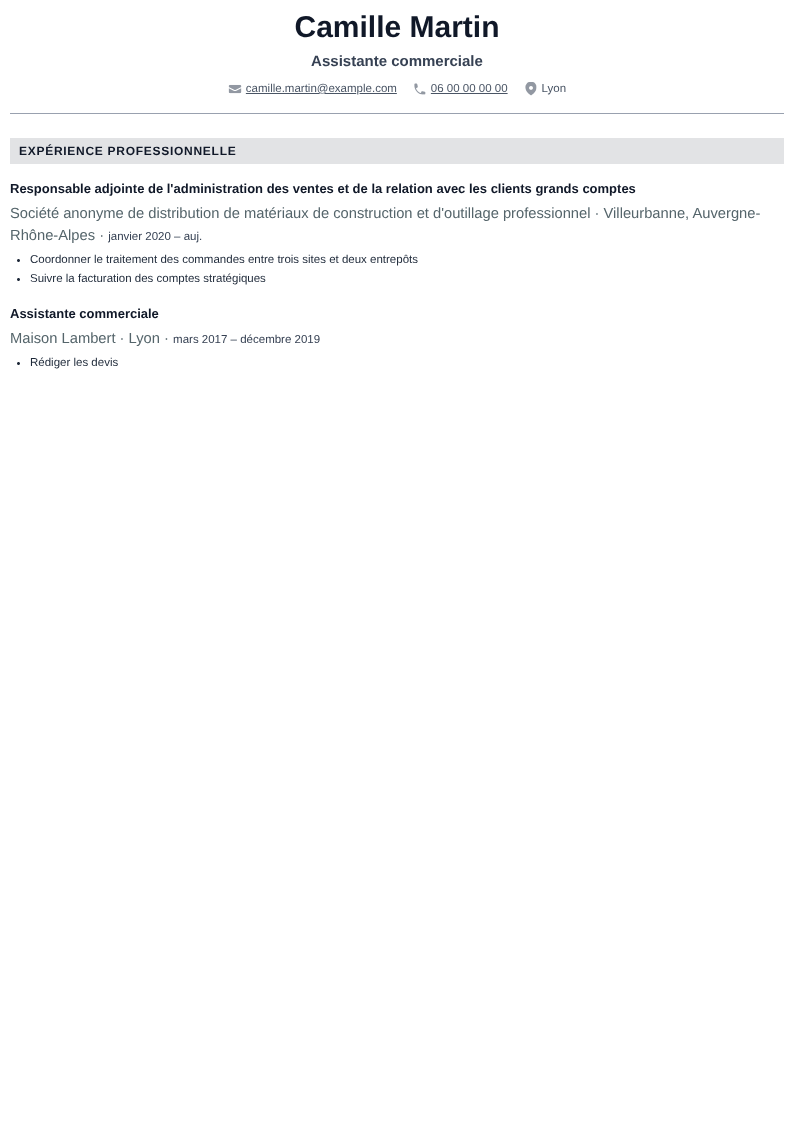 Camille Martin
Assistante commerciale
camille.martin@example.com 06 00 00 00 00 Lyon
EXPÉRIENCE PROFESSIONNELLE
Responsable adjointe de l'administration des ventes et de la relation avec les clients grands comptes
Société anonyme de distribution de matériaux de construction et d'outillage professionnel · Villeurbanne, Auvergne-
Rhône-Alpes · janvier 2020 – auj.
• Coordonner le traitement des commandes entre trois sites et deux entrepôts
• Suivre la facturation des comptes stratégiques
Assistante commerciale
Maison Lambert · Lyon · mars 2017 – décembre 2019
• Rédiger les devis